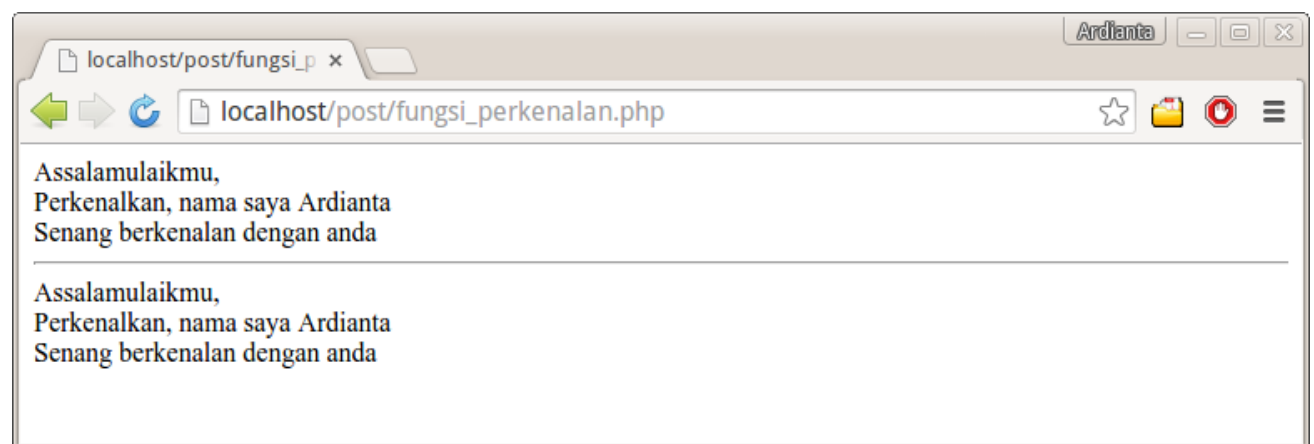 Ardianta
localhost/post/fungsi_p
localhost/post/fungsi_perkenalan.php
Assalamulaikmu,
Perkenalkan, nama saya Ardianta
Senang berkenalan dengan anda
Assalamulaikmu,
Perkenalkan, nama saya Ardianta
Senang berkenalan dengan anda